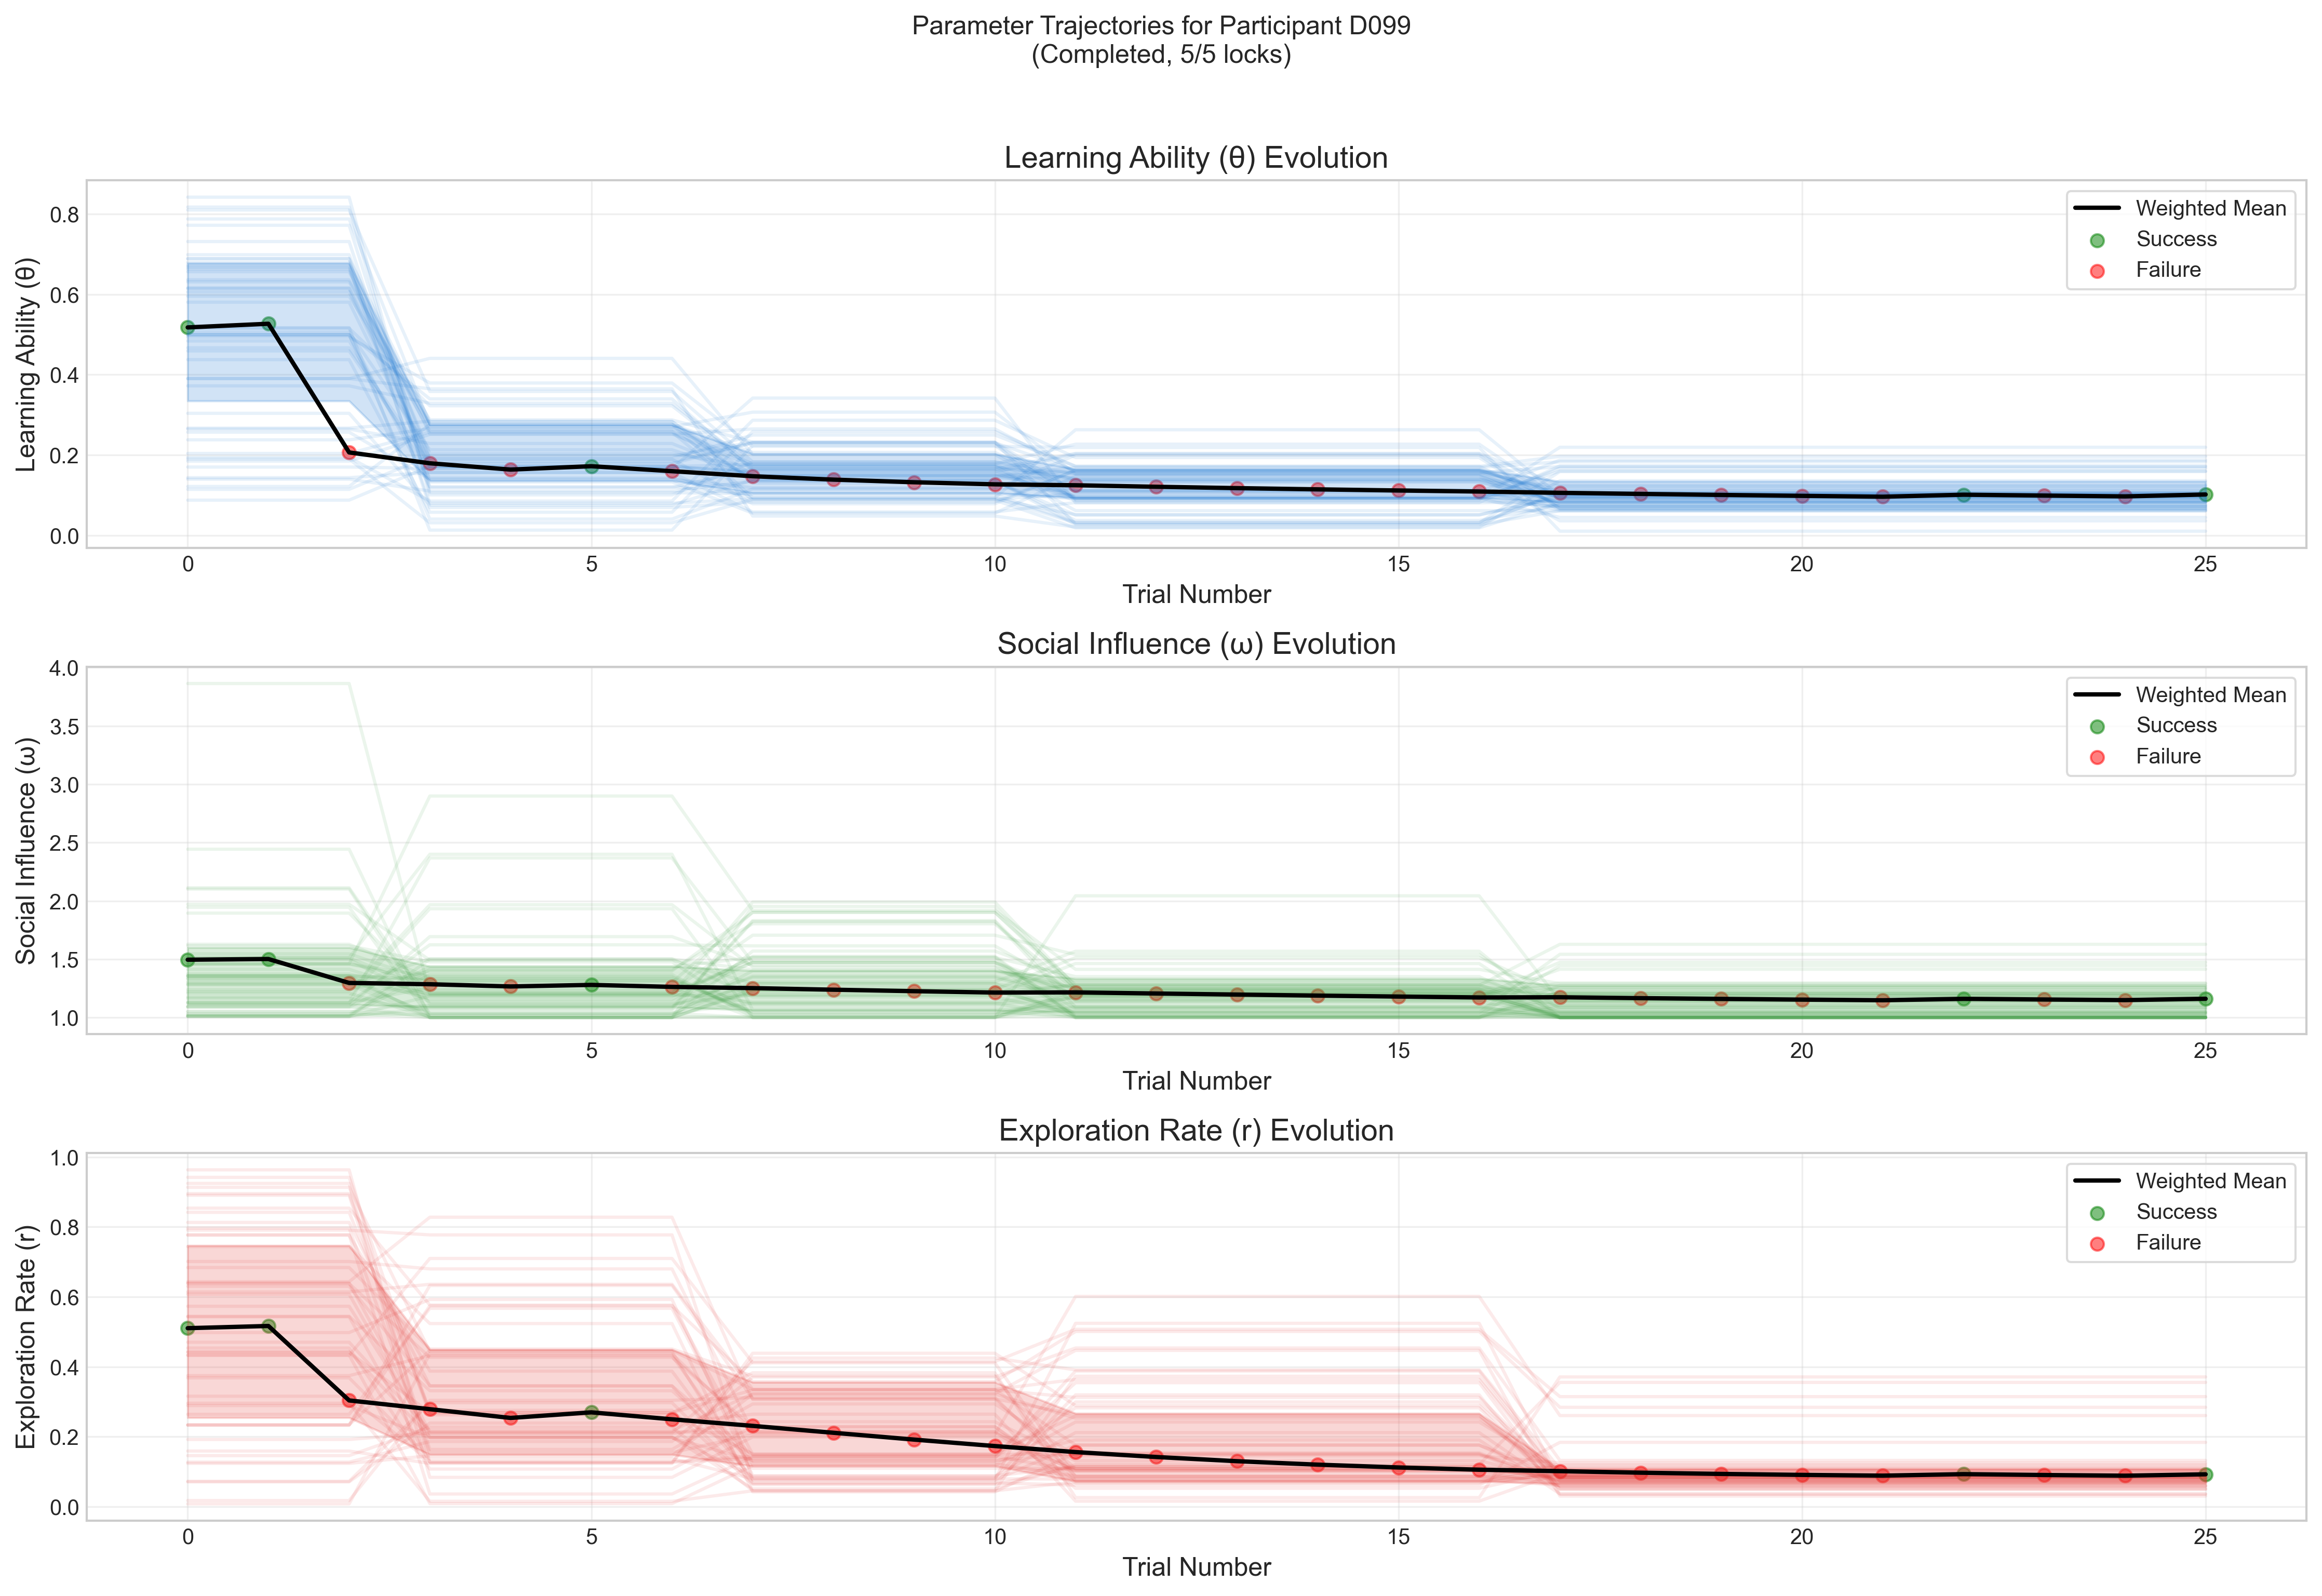 Parameter Trajectories for Participant D099
(Completed, 5/5 locks)
Learning Ability (θ) Evolution
Learning Ability (θ)
0.8
0.6
0.4
0.2
0.0
Weighted Mean
Success
Failure
0 5 10 15 20 25
Trial Number
Social Influence (ω) Evolution
Social Influence (ω)
4.0
3.5
3.0
2.5
2.0
1.5
1.0
Weighted Mean
Success
Failure
0 5 10 15 20 25
Trial Number
Exploration Rate (r) Evolution
Exploration Rate (r)
1.0
0.8
0.6
0.4
0.2
0.0
Weighted Mean
Success
Failure
0 5 10 15 20 25
Trial Number